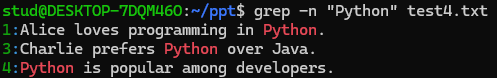 stud@DESKTOP-7DQM46O:~/ppt$ grep -n "Python" test4.txt
1:Alice loves programming in Python.
3:Charlie prefers Python over Java.
4:Python is popular among developers.